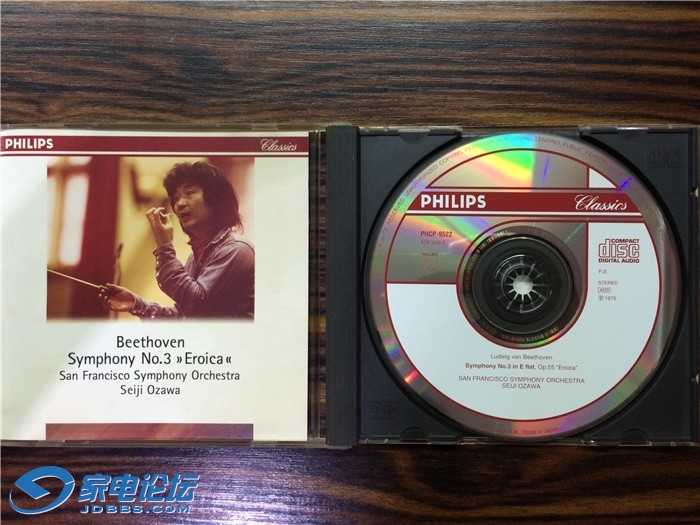 PHILIPS
Classics
Beethoven
Symphony No.3 »Eroica«
San Francisco Symphony Orchestra
Seiji Ozawa
PHILIPS
Classics
PHCP-9522
COMPACT
disc
DIGITAL AUDIO
P.D.
STEREO
ADD
℗ 1975
Ludwig van Beethoven
Symphony No.3 in E flat, Op.55 "Eroica"
SAN FRANCISCO SYMPHONY ORCHESTRA
SEIJI OZAWA
Made in Japan
家电论坛
JDBBS.COM